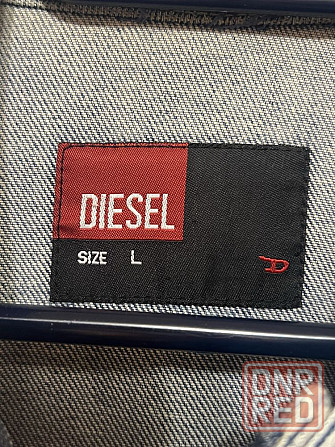 DIESEL
SIZE L
D
DNR
RED